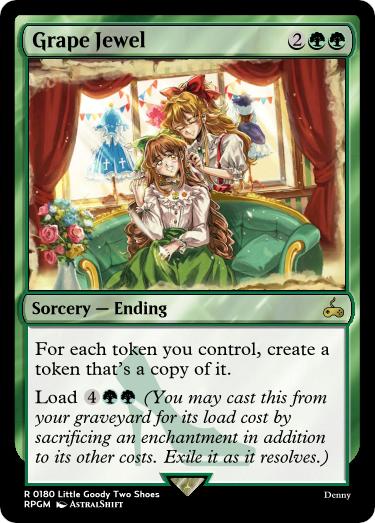 Grape Jewel 2
Sorcery — Ending
For each token you control, create a
token that's a copy of it.
Load 4 (You may cast this from
your graveyard for its load cost by
sacrificing an enchantment in addition
to its other costs. Exile it as it resolves.)
R 0180 Little Goody Two Shoes
RPGM AstralShift
Denny